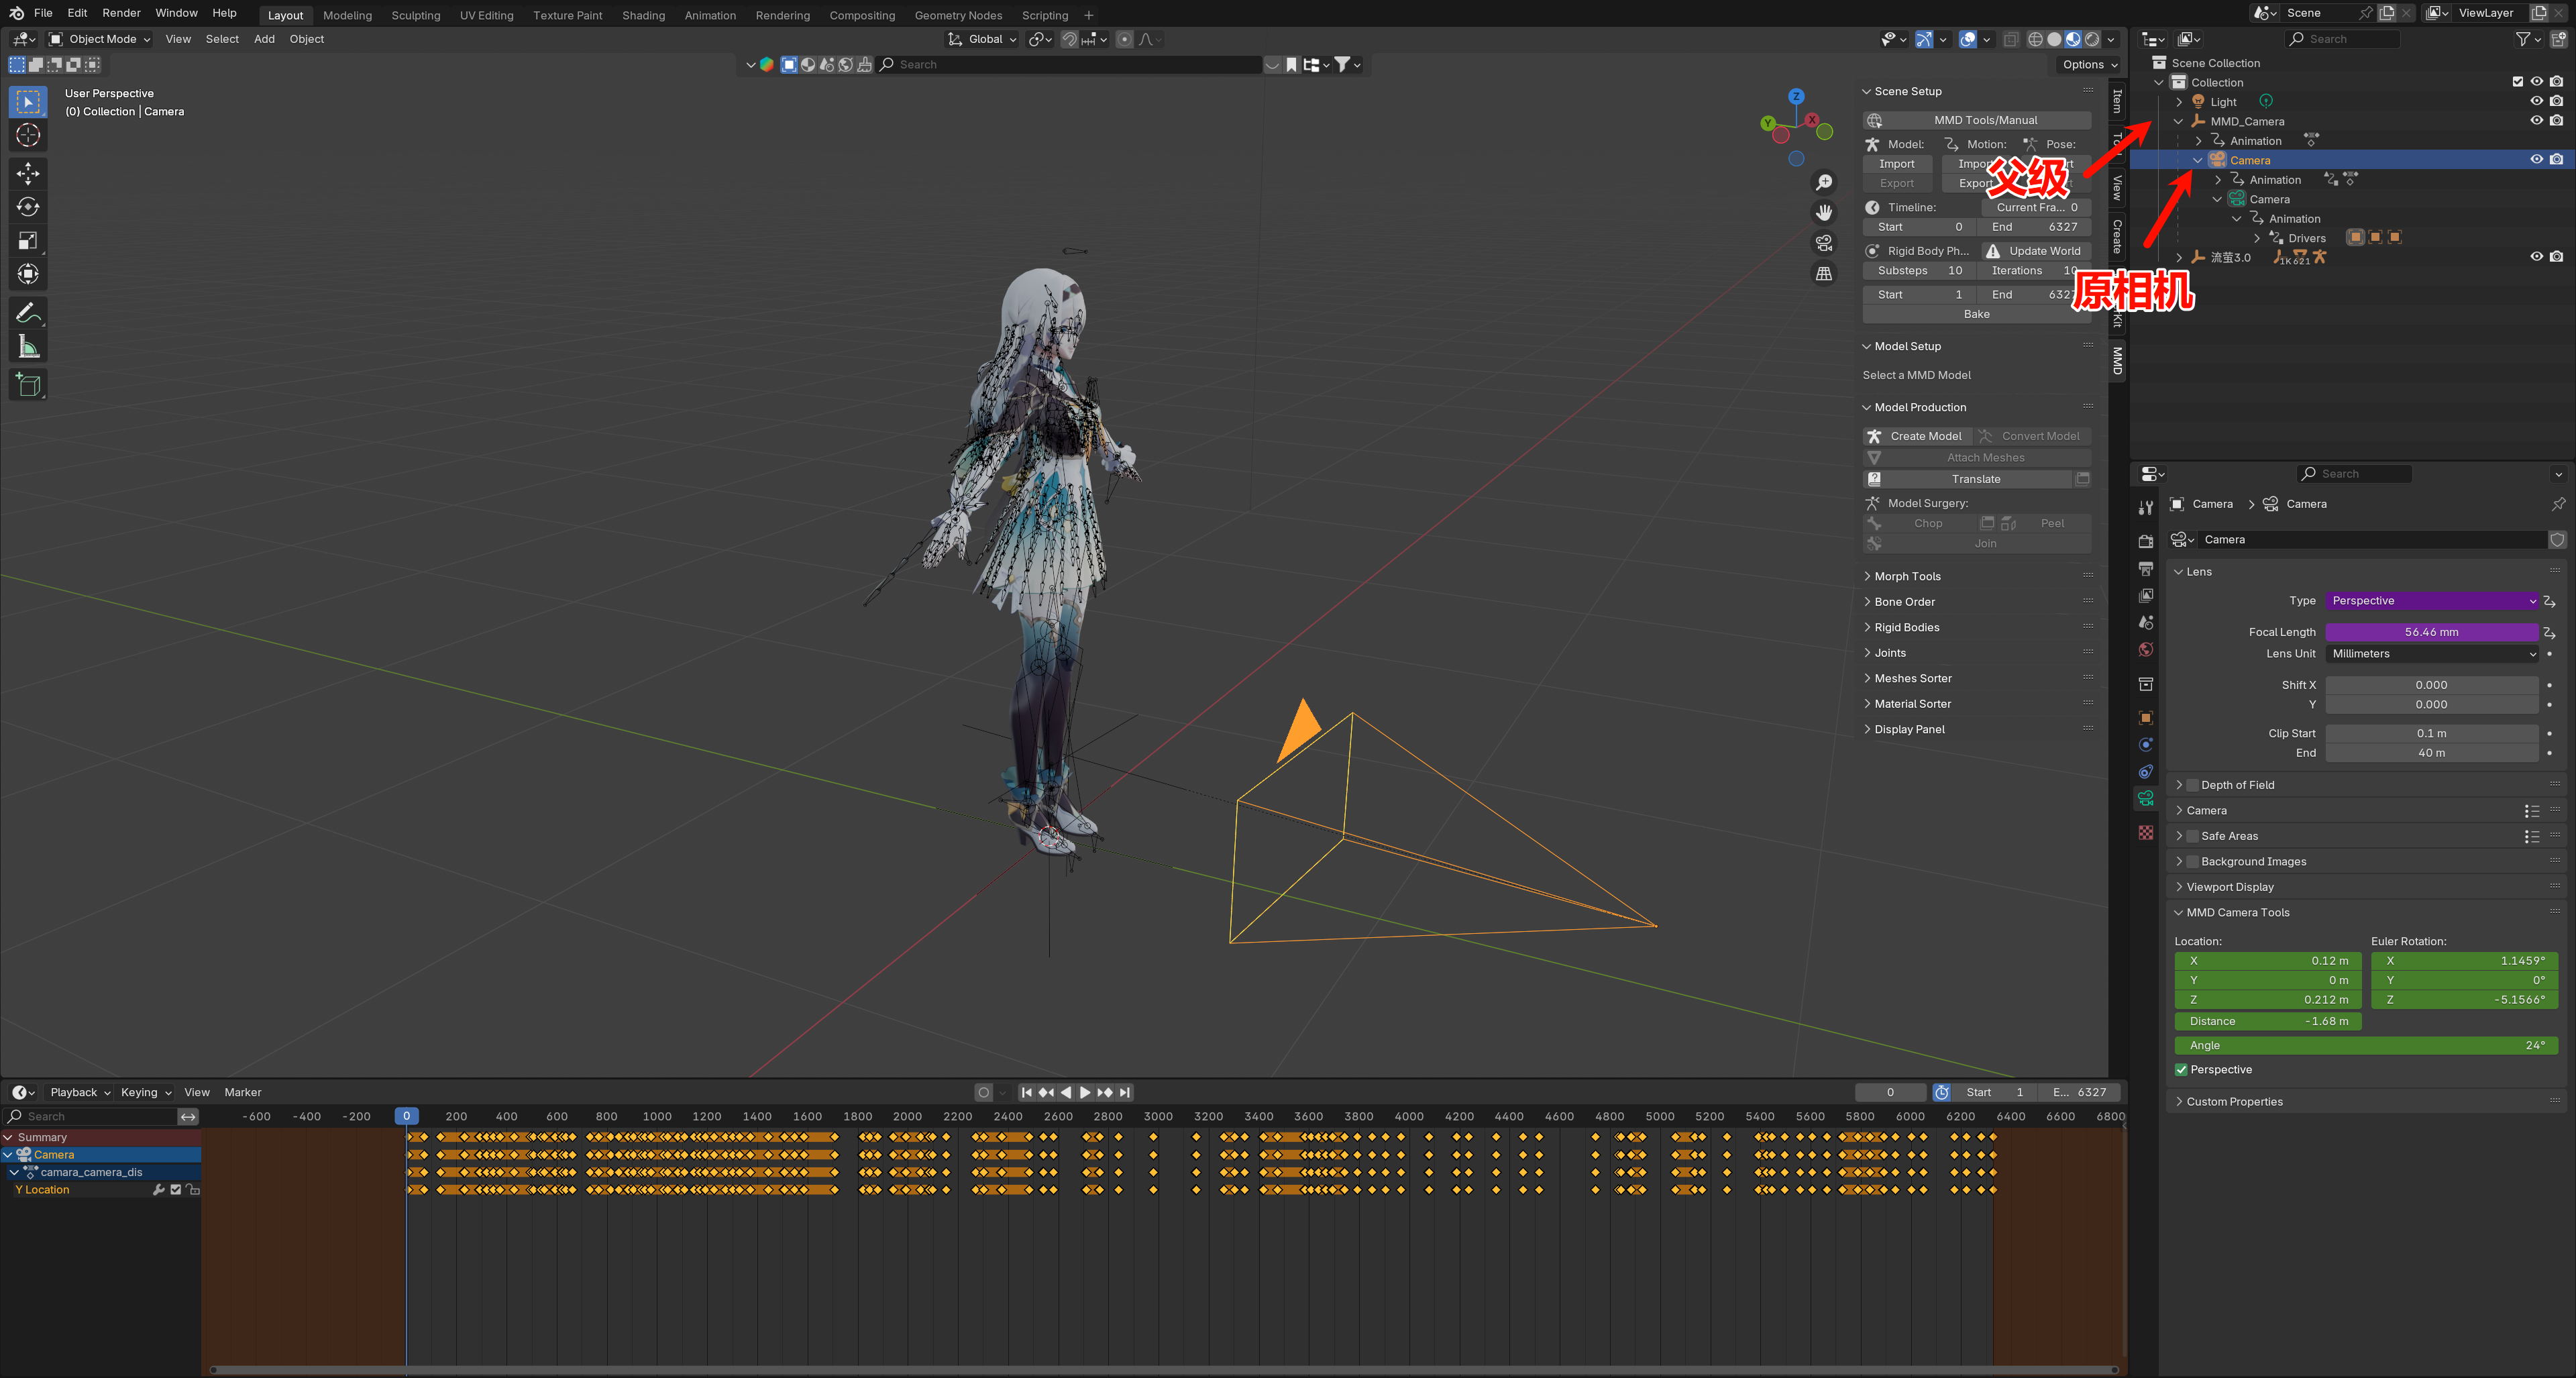 File Edit Render Window Help Layout Modeling Sculpting UV Editing Texture Paint Shading Animation Rendering Compositing Geometry Nodes Scripting + Scene ViewLayer
Object Mode View Select Add Object Global Search
Search Options
User Perspective
(0) Collection | Camera
Z
Y
X
Scene Setup
MMD Tools/Manual
Model: Motion: Pose:
Import
Export Export
Timeline: Current Fra... 0
Start 0 End 6327
Rigid Body Ph... Update World
Substeps 10 Iterations 10
Start 1 End
Bake
Model Setup
Select a MMD Model
Model Production
Create Model Convert Model
Attach Meshes
Translate
Model Surgery:
Chop Peel
Join
Morph Tools
Bone Order
Rigid Bodies
Joints
Meshes Sorter
Material Sorter
Display Panel
Item
View
Create
MMD
父级
原相机
Scene Collection
Collection
Light
MMD_Camera
Animation
Camera
Animation
Camera
Animation
Drivers
流萤3.0 1K 621
Search
Camera > Camera
Camera
Lens
Type Perspective
Focal Length 56.46 mm
Lens Unit Millimeters
Shift X 0.000
Y 0.000
Clip Start 0.1 m
End 40 m
Depth of Field
Camera
Safe Areas
Background Images
Viewport Display
MMD Camera Tools
Location: Euler Rotation:
X 0.12 m X 1.1459°
Y 0 m Y 0°
Z 0.212 m Z -5.1566°
Distance -1.68 m
Angle 24°
Perspective
Custom Properties
Playback Keying View Marker 0 Start 1 E... 6327
Search -600 -400 -200 0 200 400 600 800 1000 1200 1400 1600 1800 2000 2200 2400 2600 2800 3000 3200 3400 3600 3800 4000 4200 4400 4600 4800 5000 5200 5400 5600 5800 6000 6200 6400 6600 6800
Summary
Camera
camara_camera_dis
Y Location